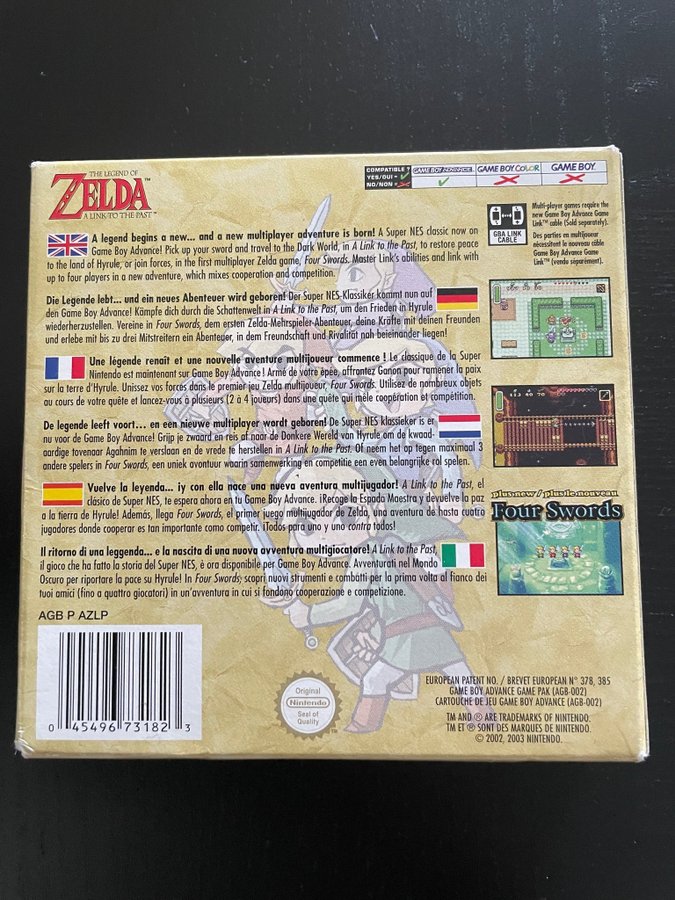 THE LEGEND OF
ZELDA™
A LINK TO THE PAST™
COMPATIBLE?
YES/OUI = ✓
NO/NON = ✗
GAME BOY ADVANCE
GAME BOY COLOR
GAME BOY
GBA LINK
CABLE
Multi-player games require the
new Game Boy Advance Game
Link™ cable (Sold separately).
Des parties en multijoueur
nécessitent le nouveau câble
Game Boy Advance Game
Link™ (vendu séparément).
A legend begins a new... and a new multiplayer adventure is born! A Super NES classic now on
Game Boy Advance! Pick up your sword and travel to the Dark World, in A Link to the Past, to restore peace
to the land of Hyrule, or join forces, in the first multiplayer Zelda game, Four Swords. Master Link's abilities and link with
up to four players in a new adventure, which mixes cooperation and competition.
Die Legende lebt... und ein neues Abenteuer wird geboren! Der Super NES-Klassiker kommt nun auf
den Game Boy Advance! Kämpfe dich durch die Schattenwelt in A Link to the Past, um den Frieden in Hyrule
wiederherzustellen. Vereine in Four Swords, dem ersten Zelda-Mehrspieler-Abenteuer, deine Kräfte mit deinen Freunden
und erlebe mit bis zu drei Mitstreitern ein Abenteuer, in dem Freundschaft und Rivalität nah beieinander liegen!
Une légende renait et une nouvelle aventure multijoueur commence ! Le classique de la Super
Nintendo est maintenant sur Game Boy Advance ! Armé de votre épée, affrontez Ganon pour ramener la paix
sur la terre d'Hyrule. Unissez vos forces dans le premier jeu Zelda multijoueur, Four Swords. Utilisez de nombreux objets
au cours de votre quête et lancez-vous à plusieurs (2 à 4 joueurs) dans une quête qui mêle coopération et compétition.
De legende leeft voort... en een nieuwe multiplayer wordt geboren! De Super NES klassieker is er
nu voor de Game Boy Advance! Grijp je zwaard en reis af naar de Donkere Wereld van Hyrule om de kwaad-
aardige tovenaar Agahnim te verslaan en de vrede te herstellen in A Link to the Past. Of neem het op tegen maximaal 3
andere spelers in Four Swords, een uniek avontuur waarin samenwerking en competitie een even belangrijke rol spelen.
Vuelve la leyenda... ¡y con ella nace una nueva aventura multijugador! A Link to the Past, el
clásico de Super NES, te espera ahora en tu Game Boy Advance. ¡Recoge la Espada Maestra y devuelve la paz
a la tierra de Hyrule! Además, llega Four Swords, el primer juego multijugador de Zelda, una aventura de hasta cuatro
jugadores donde cooperar es tan importante como competir. ¡Todos para uno y uno contra todos!
Il ritorno di una leggenda... e la nascita di una nuova avventura multigiocatore! A Link to the Past,
il gioco che ha fatto la storia del Super NES, è ora disponibile per Game Boy Advance. Avventurati nel Mondo
Oscuro per riportare la pace su Hyrule! In Four Swords, scopri nuovi strumenti e combatti per la prima volta al fianco dei
tuoi amici (fino a quattro giocatori) in un'avventura in cui si fondono cooperazione e competizione.
plus new / plus le nouveau
Four Swords
AGB P AZLP
0 45496 73182 3
Original
Nintendo
Seal of
Quality
EUROPEAN PATENT NO. / BREVET EUROPEEN N° 378, 385
GAME BOY ADVANCE GAME PAK (AGB-002)
CARTOUCHE DE JEU GAME BOY ADVANCE (AGB-002)
TM AND ® ARE TRADEMARKS OF NINTENDO.
TM ET ® SONT DES MARQUES DE NINTENDO.
© 2002, 2003 NINTENDO.